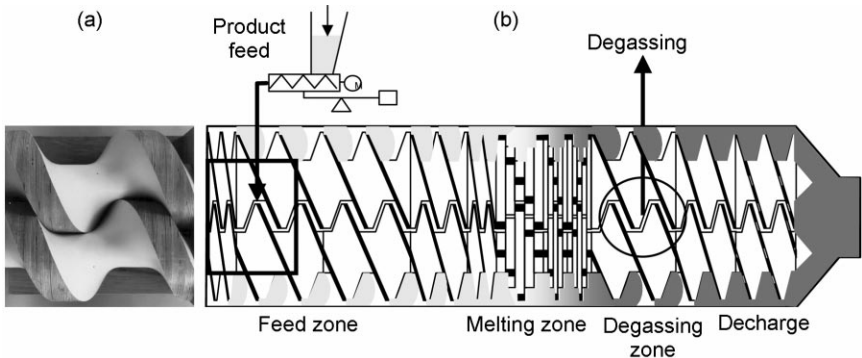 (a)
Product
feed
M
(b)
Degassing
Feed zone
Melting zone
Degassing
zone
Decharge